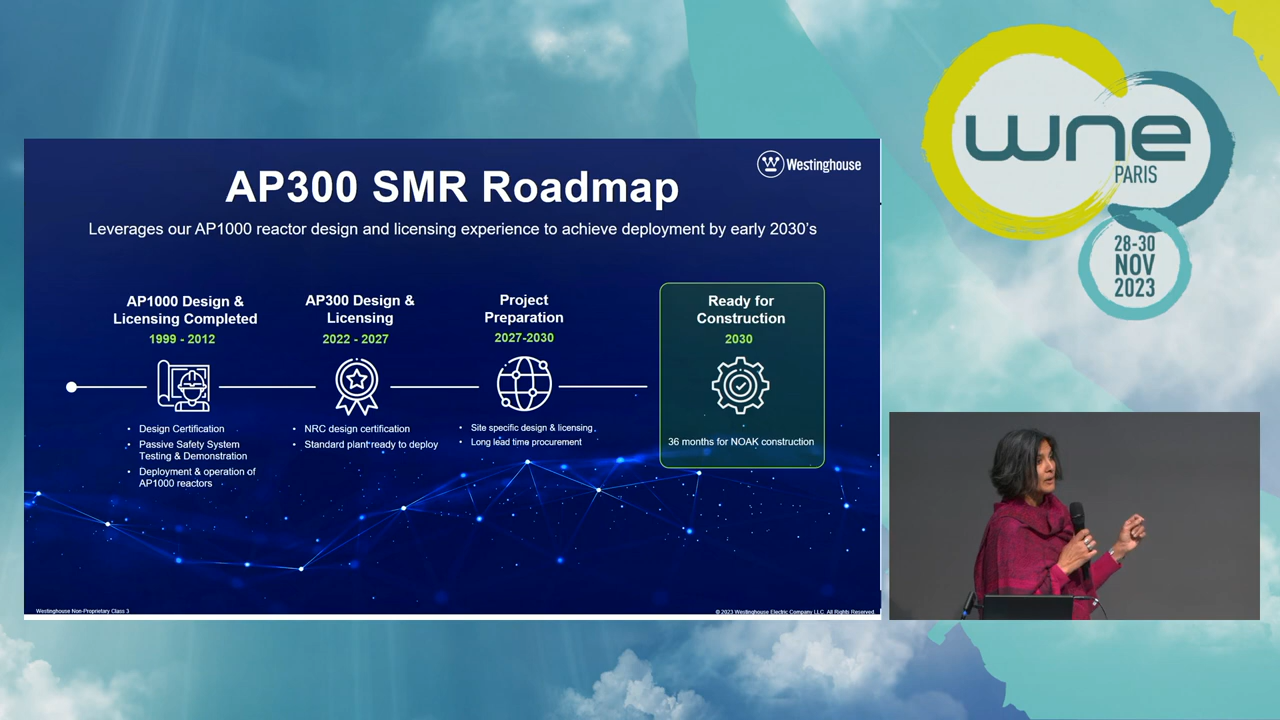 Westinghouse
AP300 SMR Roadmap
Leverages our AP1000 reactor design and licensing experience to achieve deployment by early 2030's
AP1000 Design &
Licensing Completed
1999 - 2012
• Design Certification
• Passive Safety System
Testing & Demonstration
• Deployment & operation of
AP1000 reactors
AP300 Design &
Licensing
2022 - 2027
• NRC design certification
• Standard plant ready to deploy
Project
Preparation
2027-2030
• Site specific design & licensing
• Long lead time procurement
Ready for
Construction
2030
36 months for NOAK construction
Westinghouse Non-Proprietary Class 3
© 2023 Westinghouse Electric Company LLC. All Rights Reserved.
wne
PARIS
28-30
NOV
2023